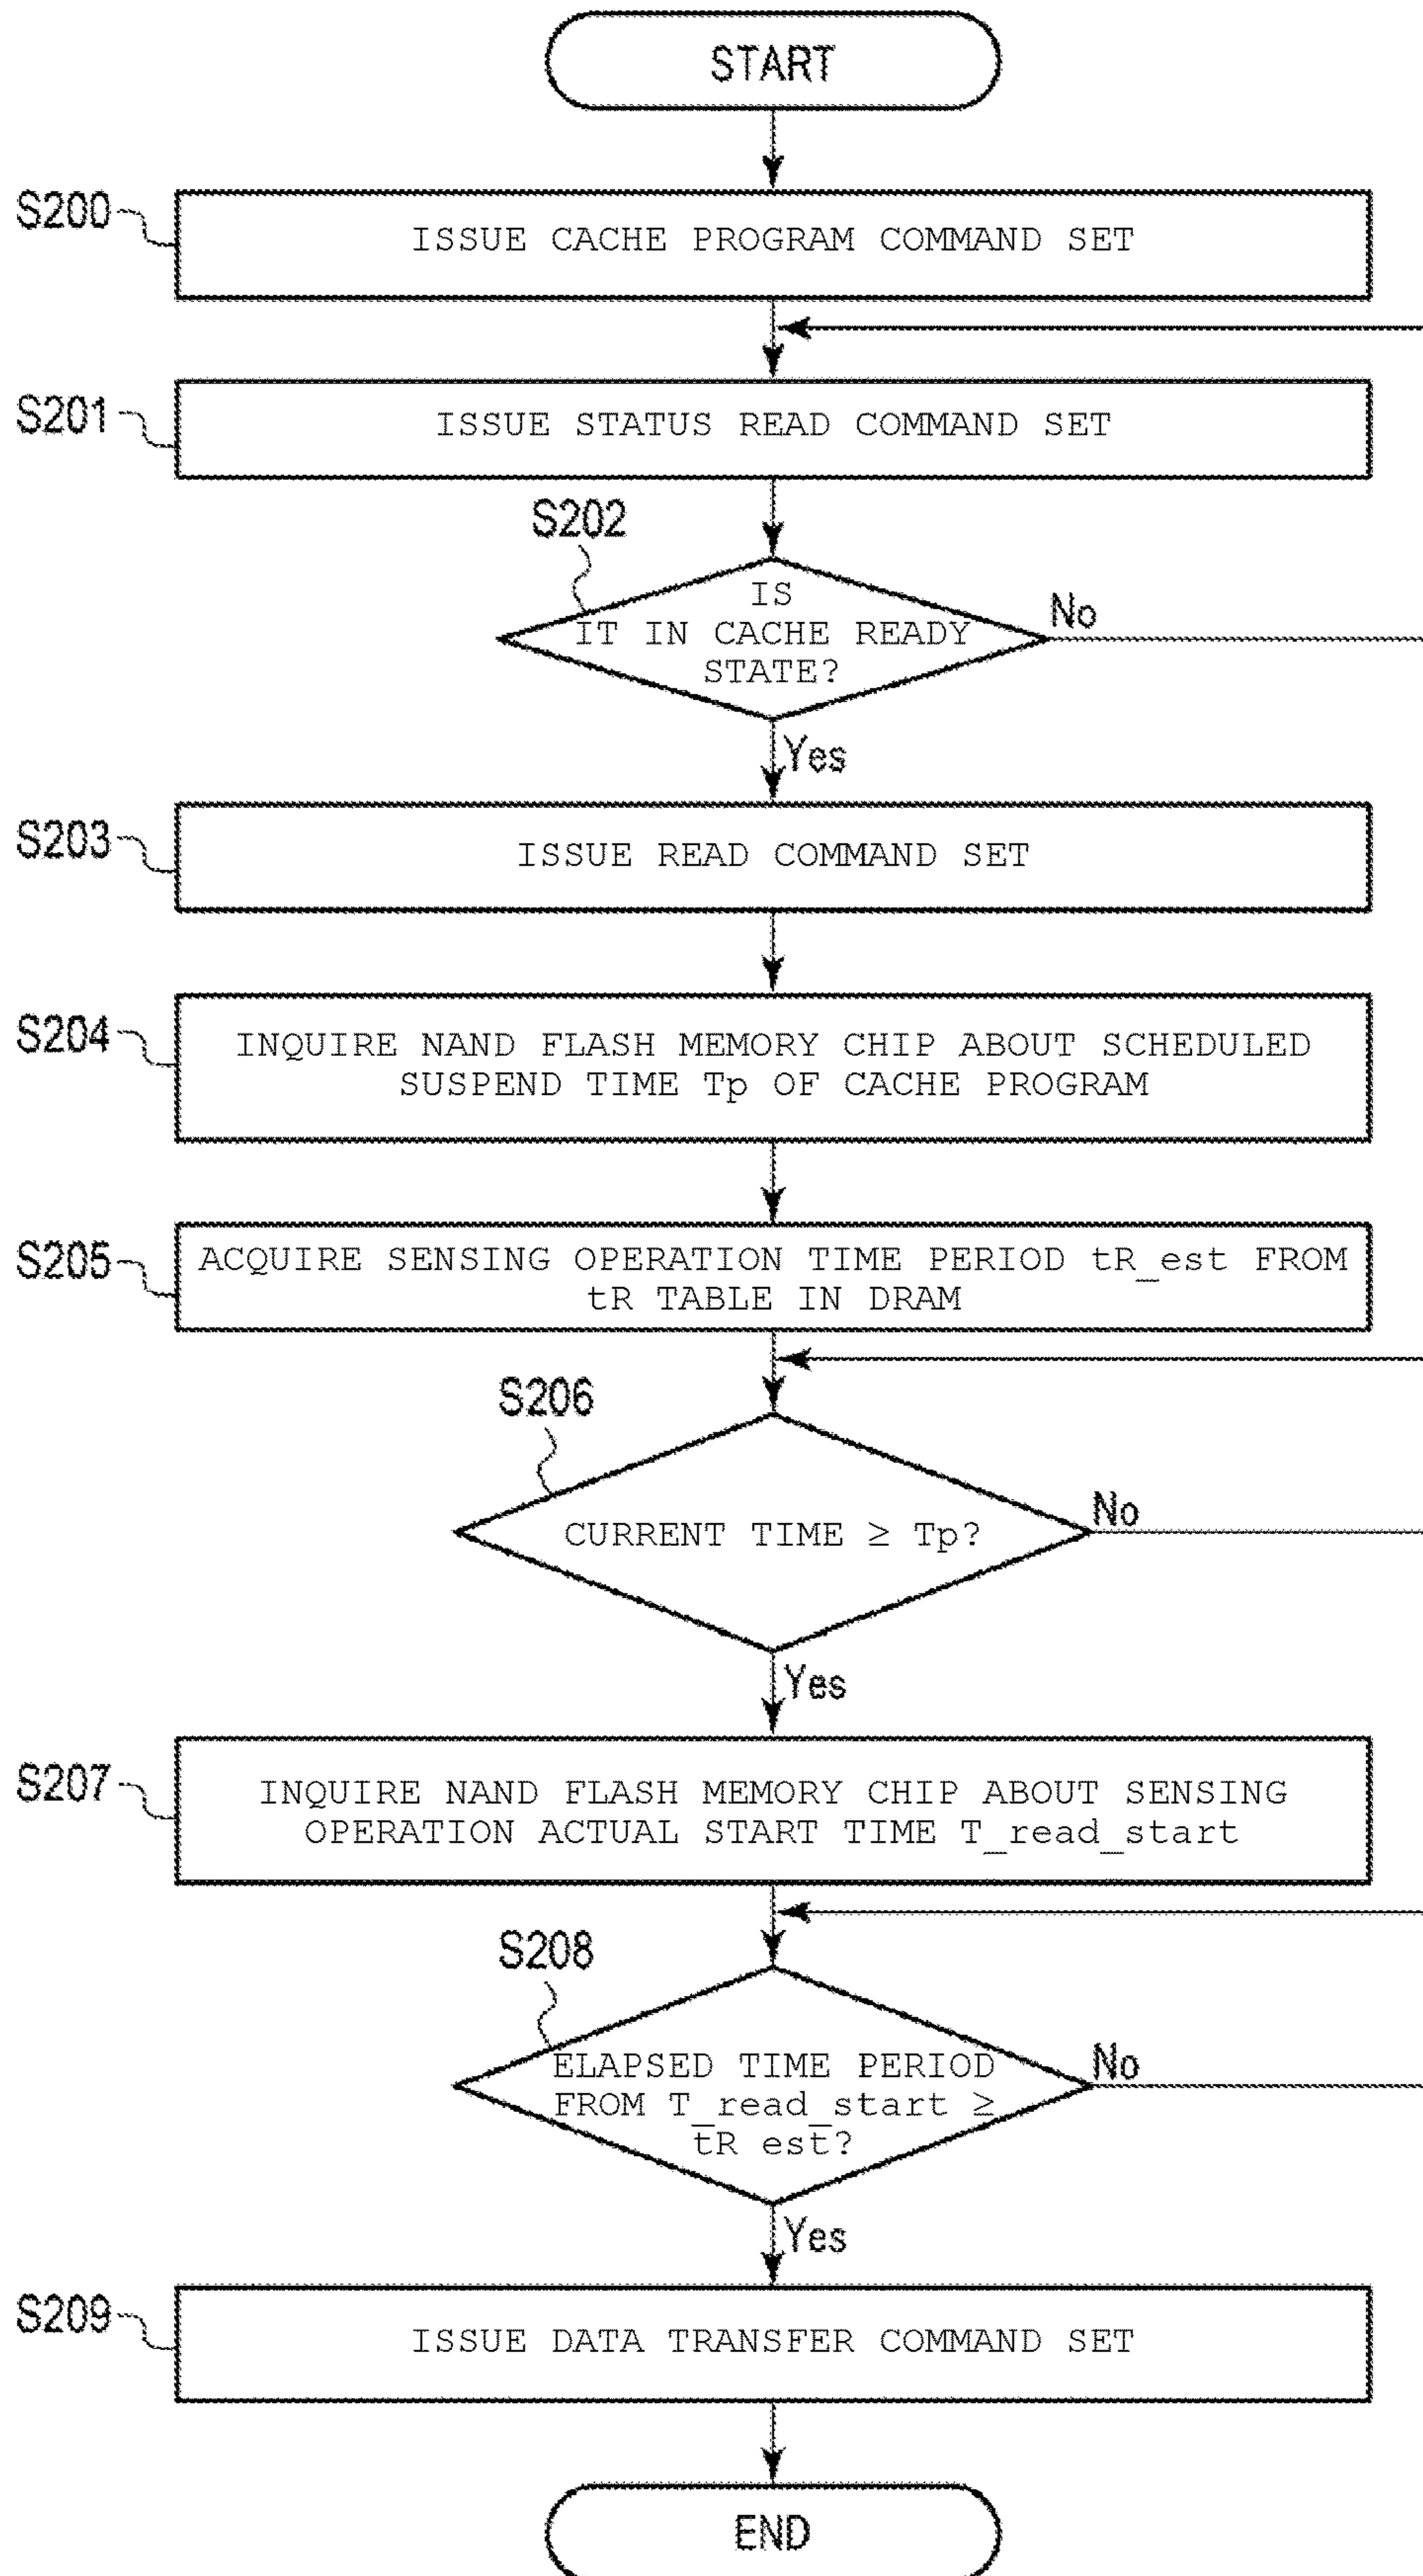 START
S200
ISSUE CACHE PROGRAM COMMAND SET
S201
ISSUE STATUS READ COMMAND SET
S202
IS
IT IN CACHE READY
STATE?
No
Yes
S203
ISSUE READ COMMAND SET
S204
INQUIRE NAND FLASH MEMORY CHIP ABOUT SCHEDULED
SUSPEND TIME Tp OF CACHE PROGRAM
S205
ACQUIRE SENSING OPERATION TIME PERIOD tR_est FROM
tR TABLE IN DRAM
S206
CURRENT TIME ≥ Tp?
No
Yes
S207
INQUIRE NAND FLASH MEMORY CHIP ABOUT SENSING
OPERATION ACTUAL START TIME T_read_start
S208
ELAPSED TIME PERIOD
FROM T_read_start ≥
tR est?
No
Yes
S209
ISSUE DATA TRANSFER COMMAND SET
END